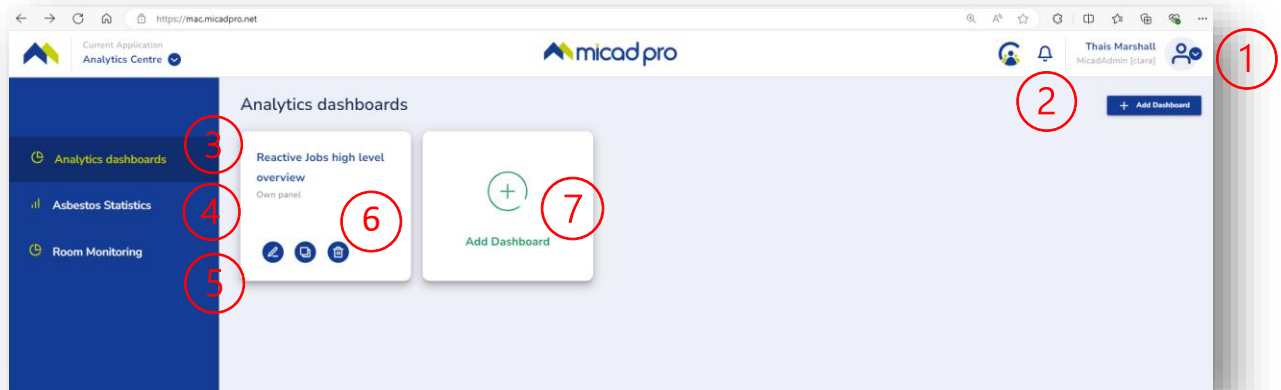 https://mac.micadpro.net
Current Application
Analytics Centre
micad pro
Thais Marshall
MicadAdmin [clara]
1
2
Analytics dashboards
+ Add Dashboard
3
Analytics dashboards
Reactive Jobs high level
overview
Own panel
4
Asbestos Statistics
6
7
Room Monitoring
Add Dashboard
5